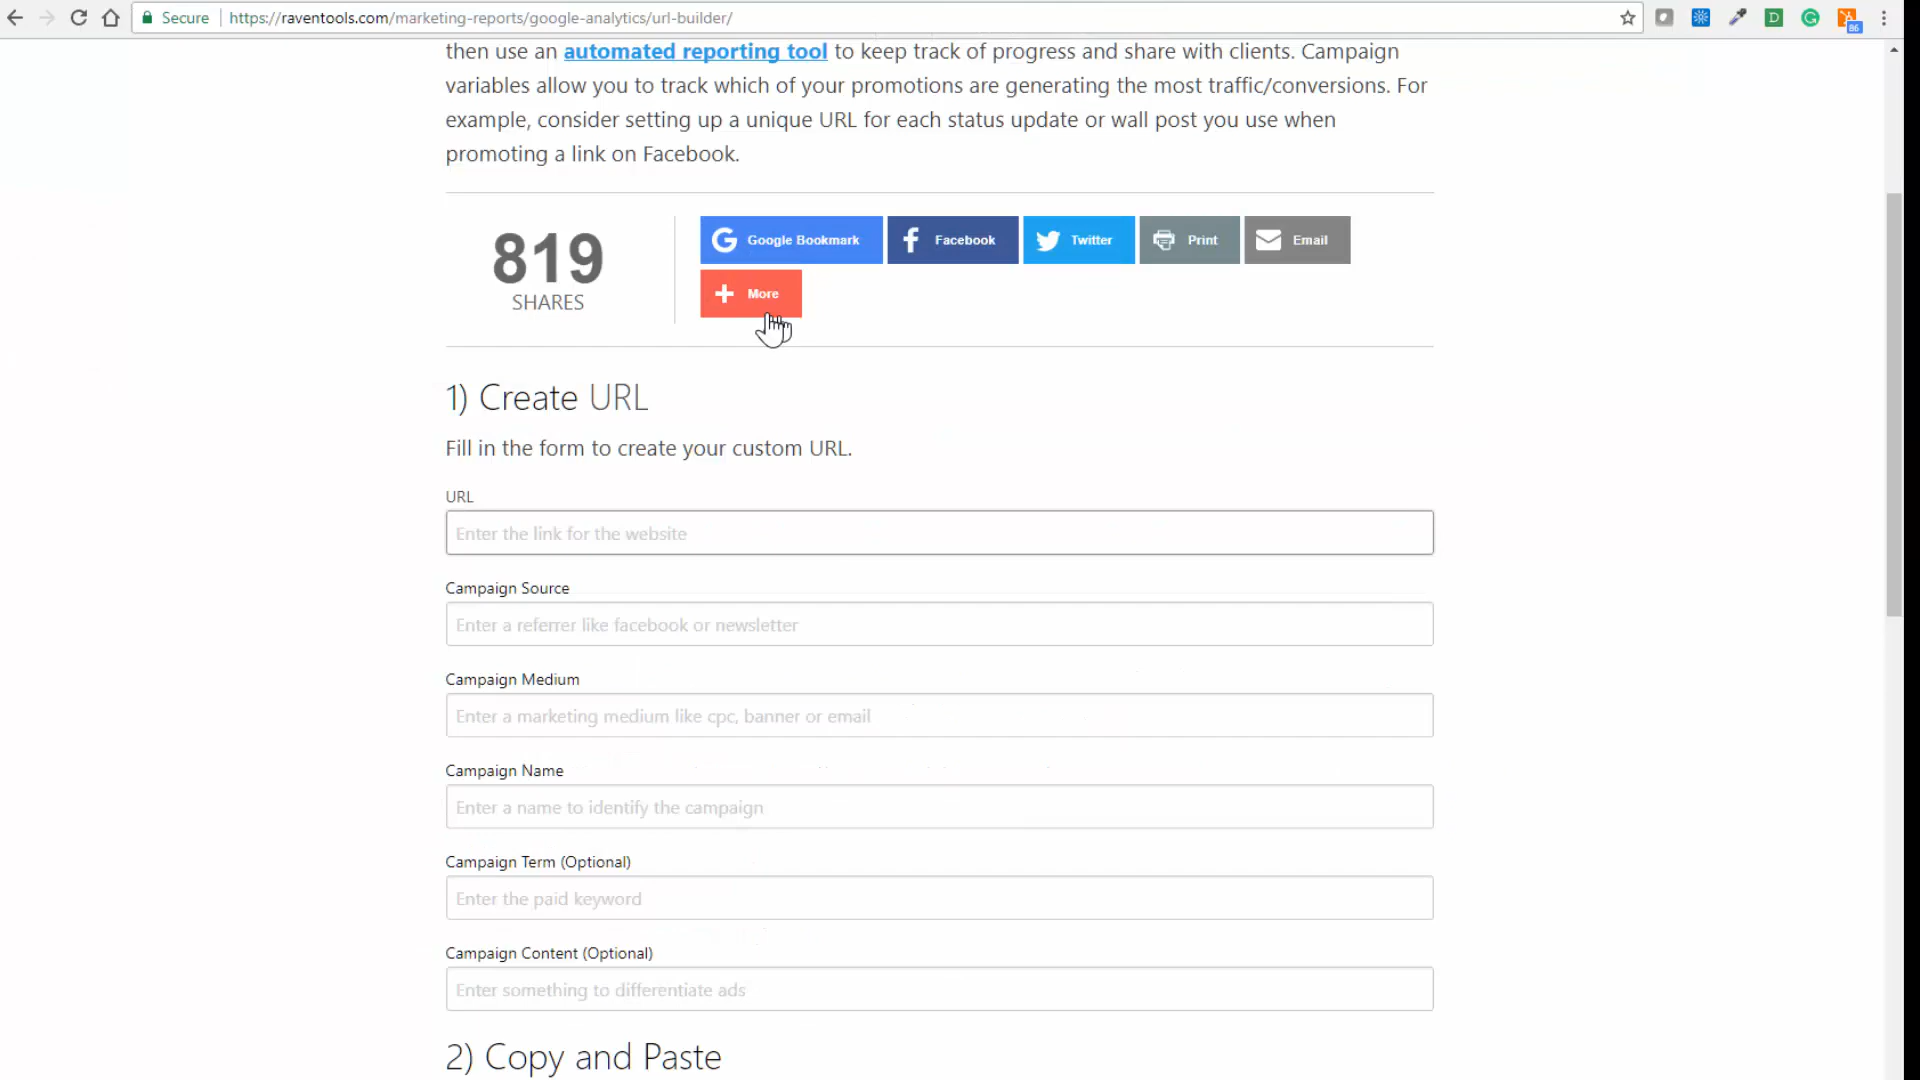 Secure
https://raventools.com/marketing-reports/google-analytics/url-builder/
D
86
then use an automated reporting tool to keep track of progress and share with clients. Campaign
variables allow you to track which of your promotions are generating the most traffic/conversions. For
example, consider setting up a unique URL for each status update or wall post you use when
promoting a link on Facebook.
819
SHARES
Google Bookmark
Facebook
Twitter
Print
Email
More
1) Create URL
Fill in the form to create your custom URL.
URL
Enter the link for the website
Campaign Source
Enter a referrer like facebook or newsletter
Campaign Medium
Enter a marketing medium like cpc, banner or email
Campaign Name
Enter a name to identify the campaign
Campaign Term (Optional)
Enter the paid keyword
Campaign Content (Optional)
Enter something to differentiate ads
2) Copy and Paste